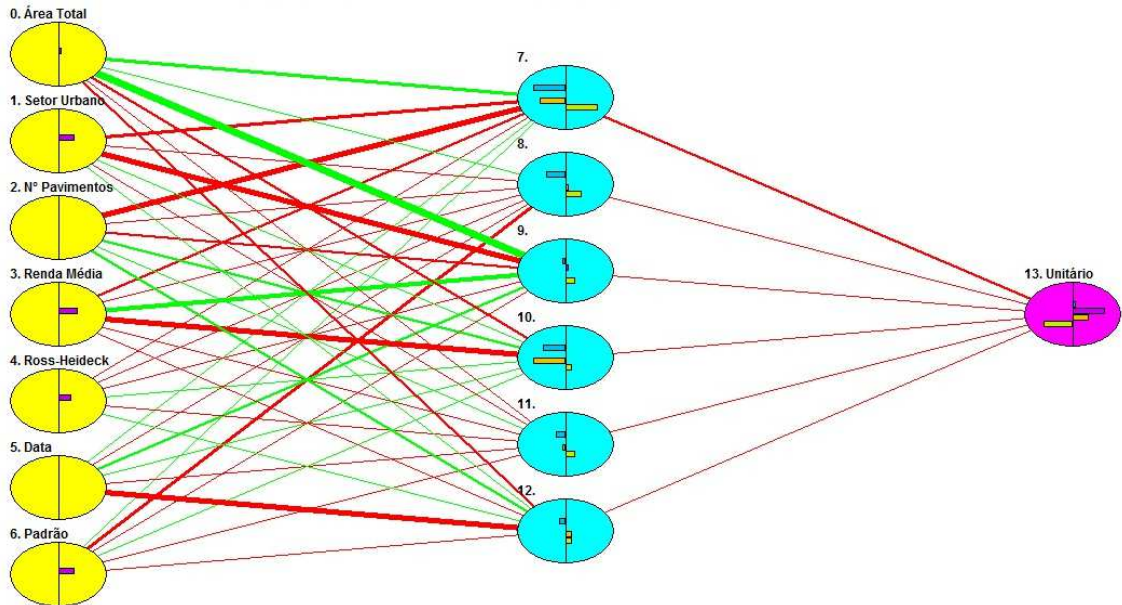 0. Área Total
1. Setor Urbano
2. N° Pavimentos
3. Renda Média
4. Ross-Heideck
5. Data
6. Padrão
7.
8.
9.
10.
11.
12.
13. Unitário